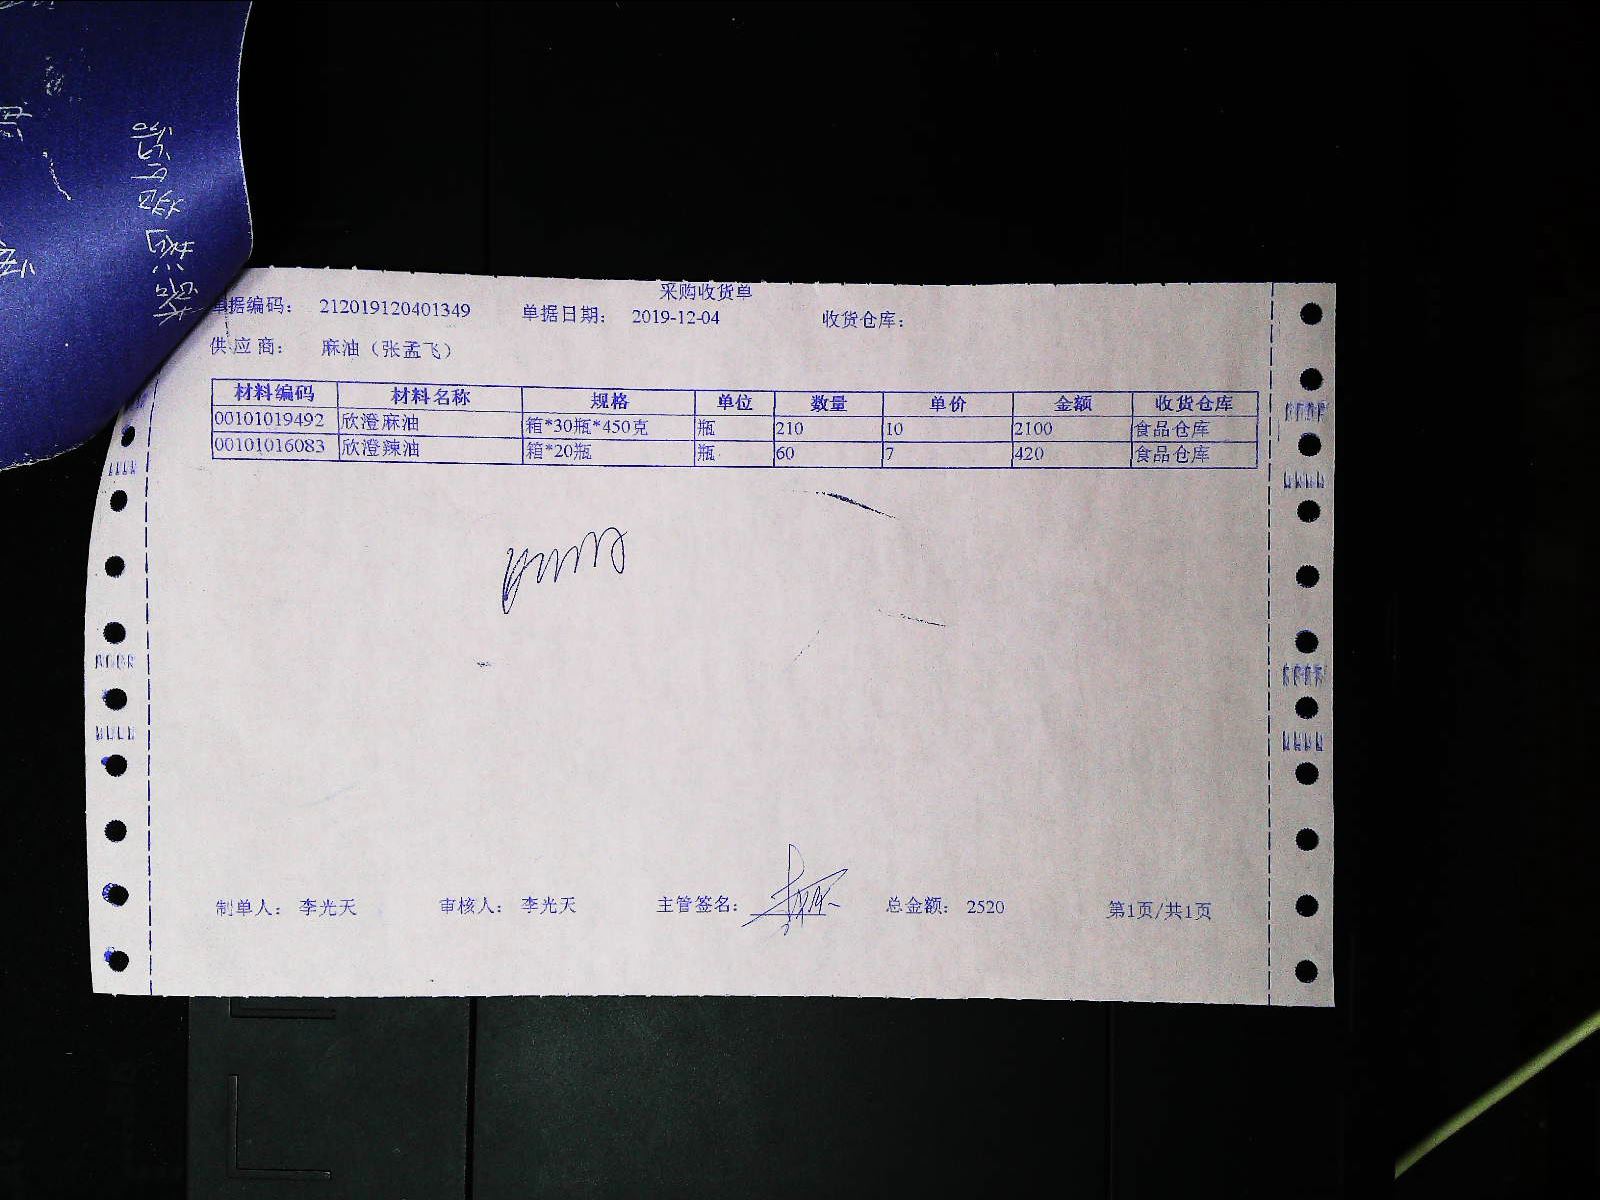 采购收货单
单据编码： 212019120401349 单据日期： 2019-12-04 收货仓库：
供应商： 麻油（张孟飞）
材料编码 材料名称 规格 单位 数量 单价 金额 收货仓库
00101019492 欣澄麻油 箱*30瓶*450克 瓶 210 10 2100 食品仓库
00101016083 欣澄辣油 箱*20瓶 瓶 60 7 420 食品仓库
制单人： 李光天 审核人： 李光天 主管签名： 总金额： 2520 第1页/共1页